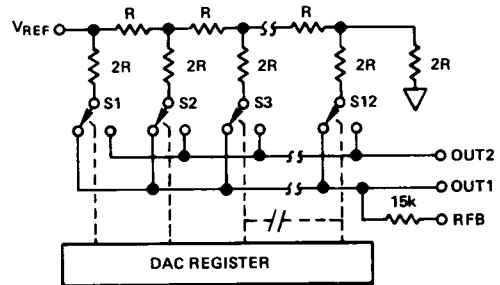 R R R
VREF
2R 2R 2R 2R 2R
S1 S2 S3 S12
OUT2
OUT1
15k
RFB
DAC REGISTER